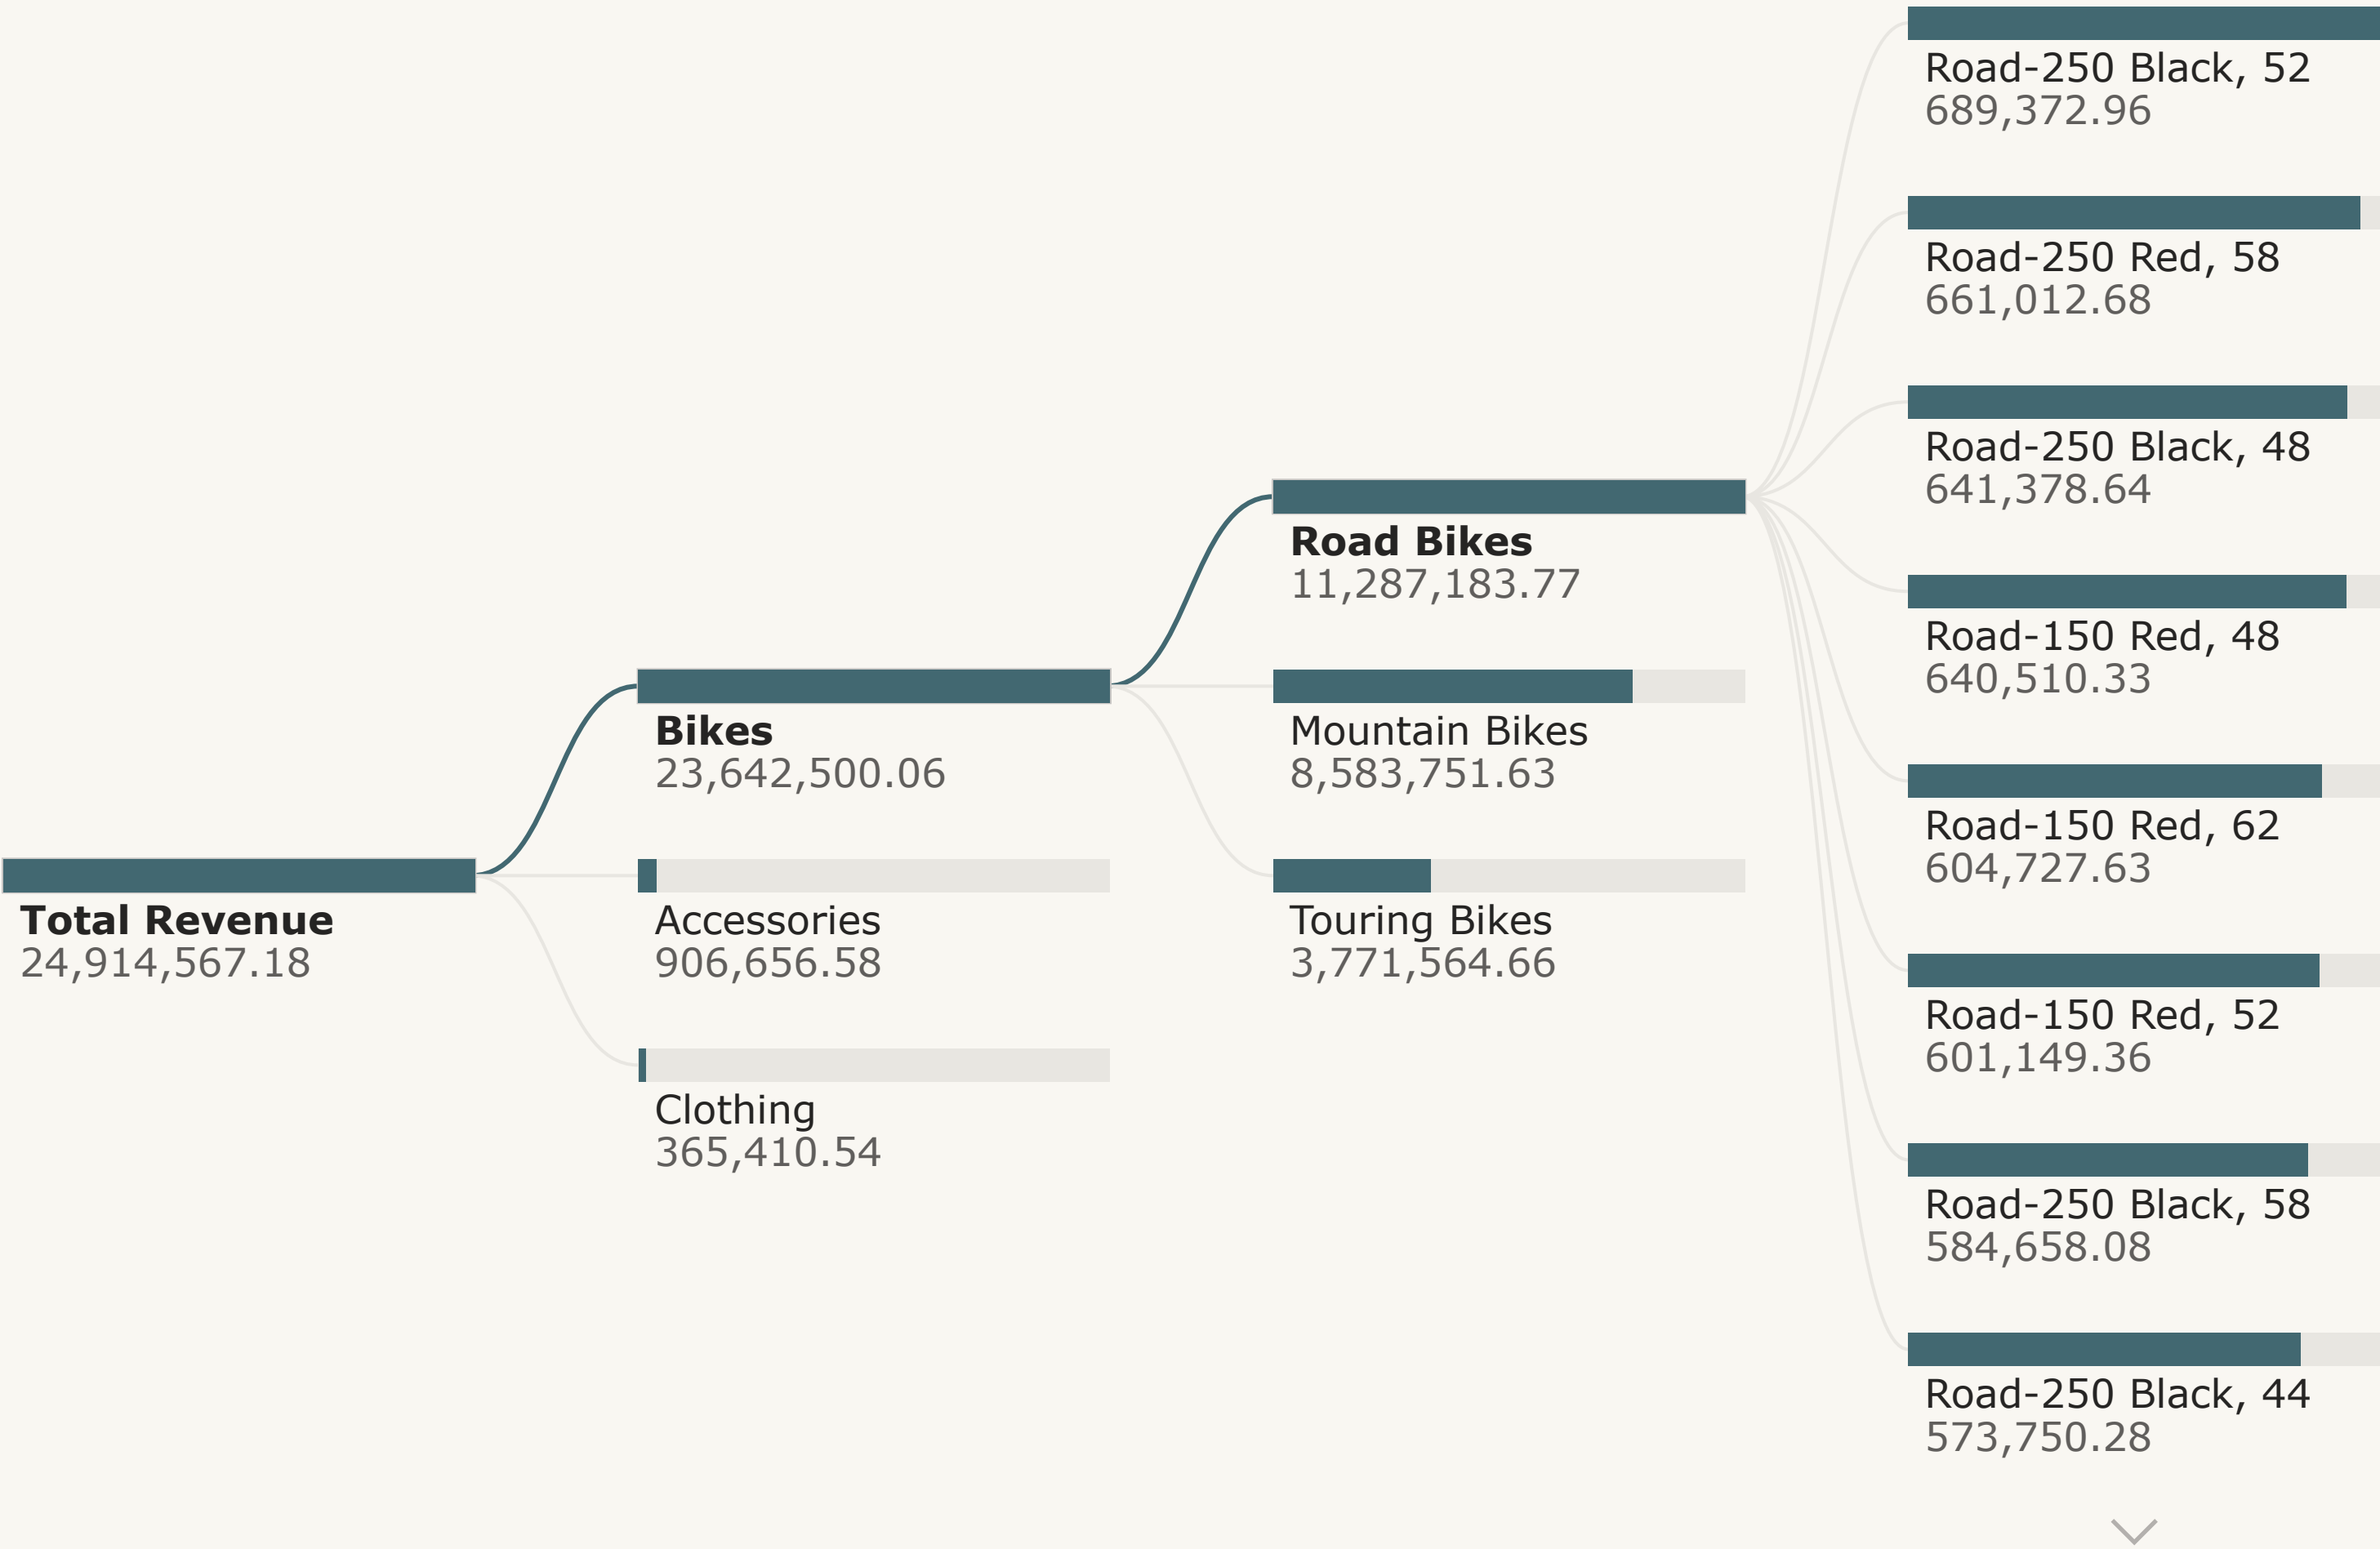 Total Revenue
24,914,567.18
Bikes
23,642,500.06
Accessories
906,656.58
Clothing
365,410.54
Road Bikes
11,287,183.77
Mountain Bikes
8,583,751.63
Touring Bikes
3,771,564.66
Road-250 Black, 52
689,372.96
Road-250 Red, 58
661,012.68
Road-250 Black, 48
641,378.64
Road-150 Red, 48
640,510.33
Road-150 Red, 62
604,727.63
Road-150 Red, 52
601,149.36
Road-250 Black, 58
584,658.08
Road-250 Black, 44
573,750.28